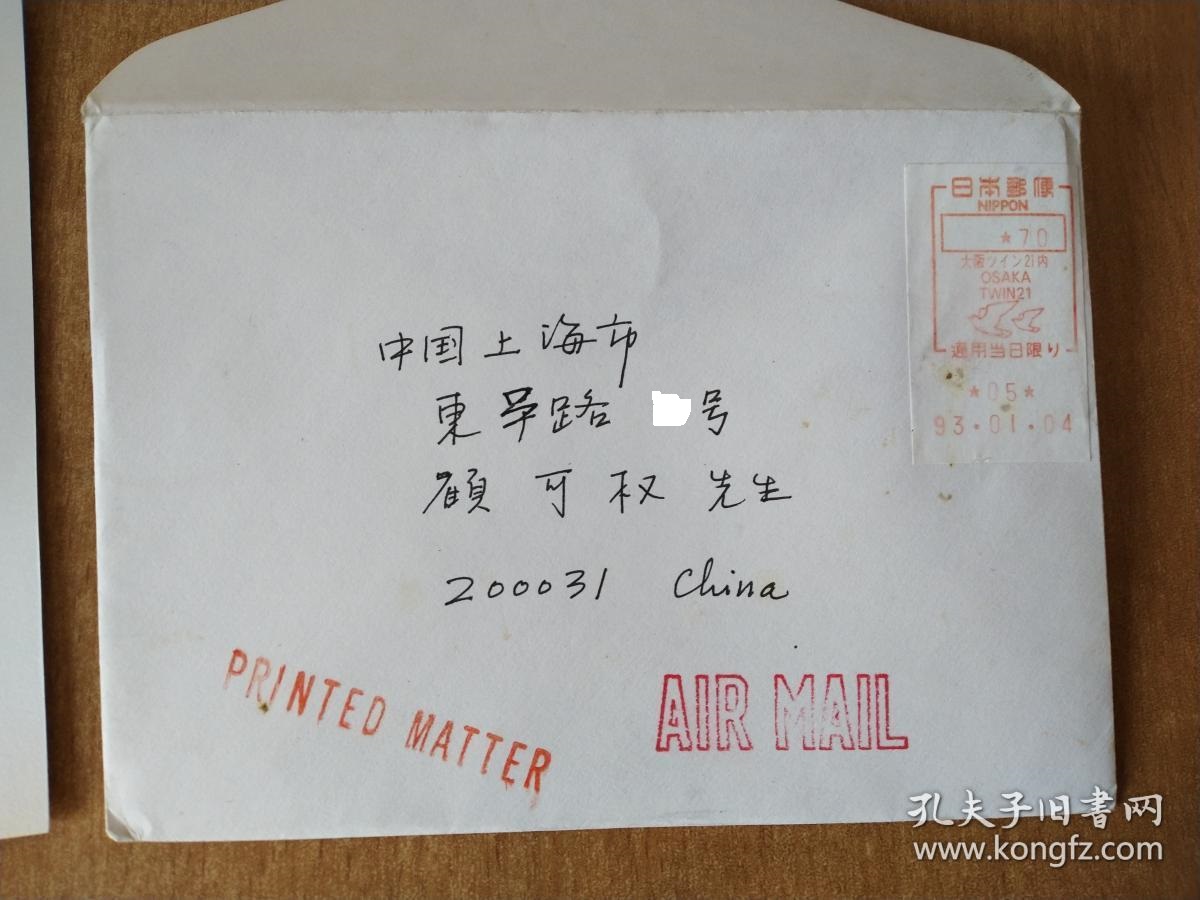 日本郵便
NIPPON
*70
大阪ツイン21内
OSAKA
TWIN21
適用当日限り
*05*
93·01·04
中国上海市
東平路 号
顧可权先生
200031 China
PRINTED MATTER
AIR MAIL
孔夫子旧书网
www.kongfz.com